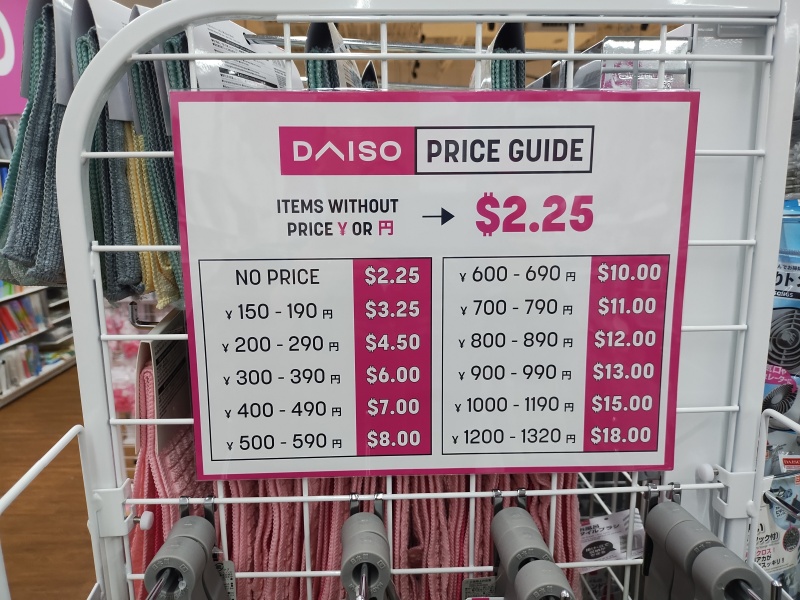 DAISO PRICE GUIDE
ITEMS WITHOUT
PRICE ¥ OR 円 → $2.25
NO PRICE $2.25
¥ 150 - 190 円 $3.25
¥ 200 - 290 円 $4.50
¥ 300 - 390 円 $6.00
¥ 400 - 490 円 $7.00
¥ 500 - 590 円 $8.00
¥ 600 - 690 円 $10.00
¥ 700 - 790 円 $11.00
¥ 800 - 890 円 $12.00
¥ 900 - 990 円 $13.00
¥ 1000 - 1190 円 $15.00
¥ 1200 - 1320 円 $18.00
DAISO